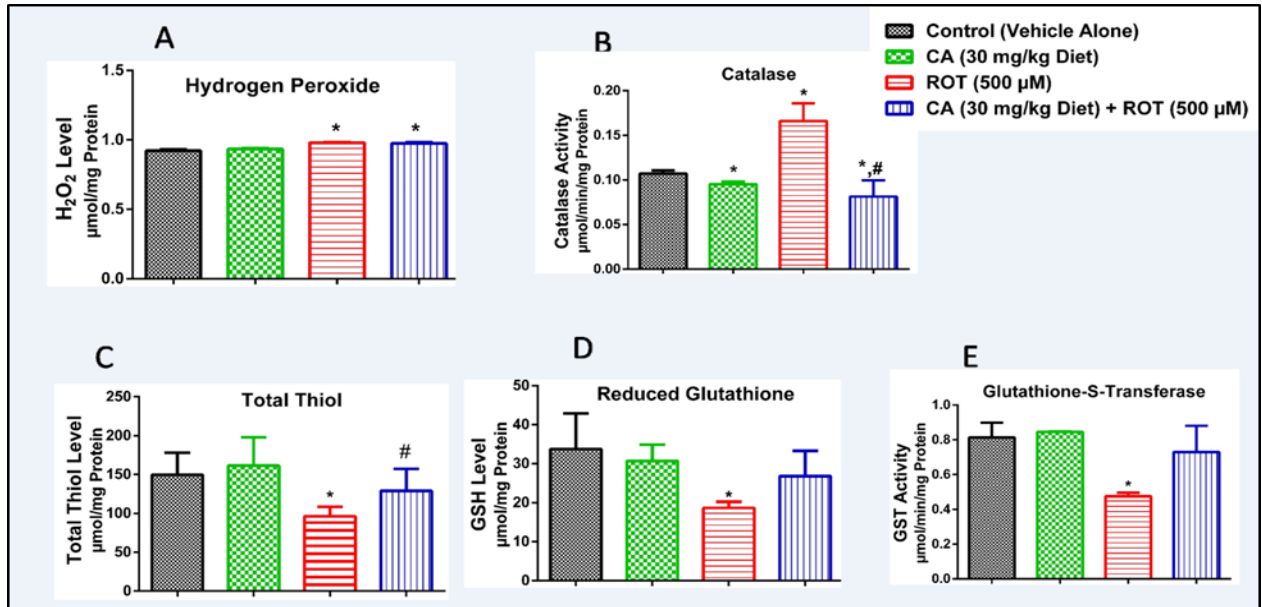 A
Hydrogen Peroxide
H₂O₂ Level
µmol/mg Protein
1.5
1.0
0.5
0.0
*
*
B
Catalase
Catalase Activity
µmol/min/mg Protein
0.20
0.15
0.10
0.05
0.00
*
*
*,#
Control (Vehicle Alone)
CA (30 mg/kg Diet)
ROT (500 µM)
CA (30 mg/kg Diet) + ROT (500 µM)
C
Total Thiol
Total Thiol Level
µmol/mg Protein
250
200
150
100
50
0
*
#
D
Reduced Glutathione
GSH Level
µmol/mg Protein
50
40
30
20
10
0
*
E
Glutathione-S-Transferase
GST Activity
µmol/min/mg Protein
1.0
0.8
0.6
0.4
0.2
0.0
*